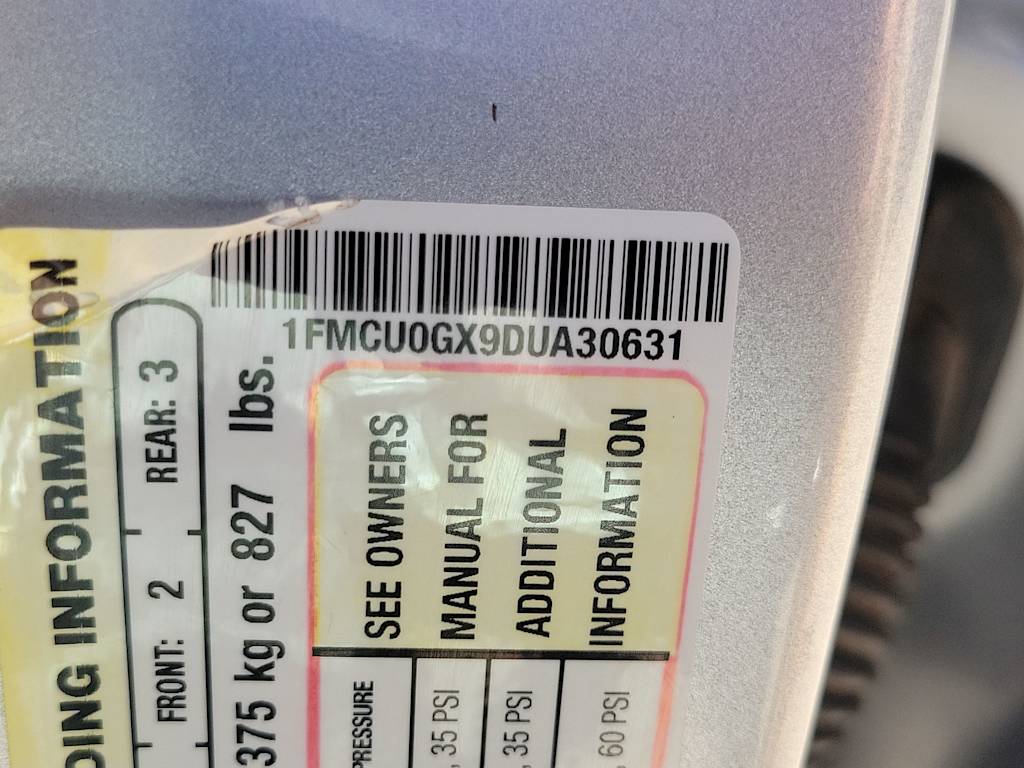 1FMCU0GX9DUA30631
DING INFORMATION
FRONT: 2 REAR: 3
375 kg or 827 lbs.
PRESSURE SEE OWNERS
, 35 PSI MANUAL FOR
, 35 PSI ADDITIONAL
, 60 PSI INFORMATION